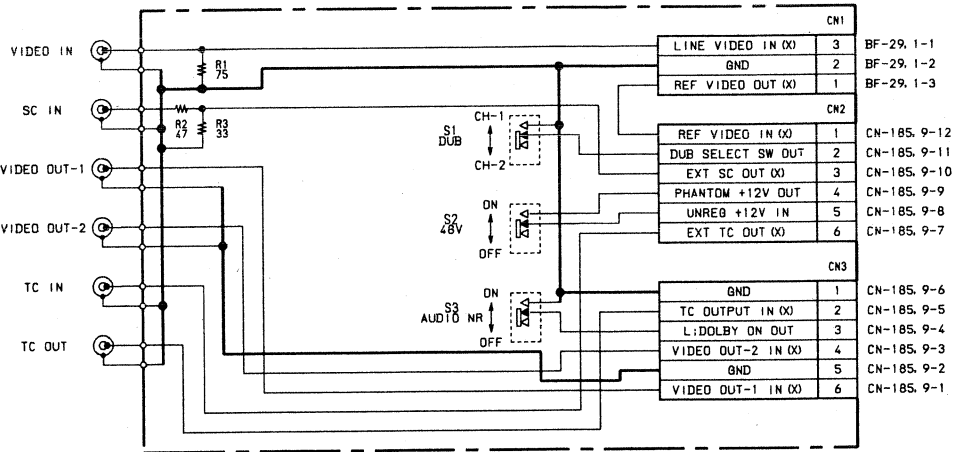 CN1
VIDEO IN
R1
75
LINE VIDEO IN (X) 3 BF-29. 1-1
GND 2 BF-29. 1-2
REF VIDEO OUT (X) 1 BF-29. 1-3
SC IN
R2
47
R3
33
CN2
S1
DUB
CH-1
CH-2
REF VIDEO IN (X) 1 CN-185. 9-12
DUB SELECT SW OUT 2 CN-185. 9-11
EXT SC OUT (X) 3 CN-185. 9-10
PHANTOM +12V OUT 4 CN-185. 9-9
UNREG +12V IN 5 CN-185. 9-8
EXT TC OUT (X) 6 CN-185. 9-7
VIDEO OUT-1
VIDEO OUT-2
S2
48V
ON
OFF
CN3
TC IN
S3
AUDIO NR
ON
OFF
GND 1 CN-185. 9-6
TC OUTPUT IN (X) 2 CN-185. 9-5
L;DOLBY ON OUT 3 CN-185. 9-4
VIDEO OUT-2 IN (X) 4 CN-185. 9-3
GND 5 CN-185. 9-2
VIDEO OUT-1 IN (X) 6 CN-185. 9-1
TC OUT